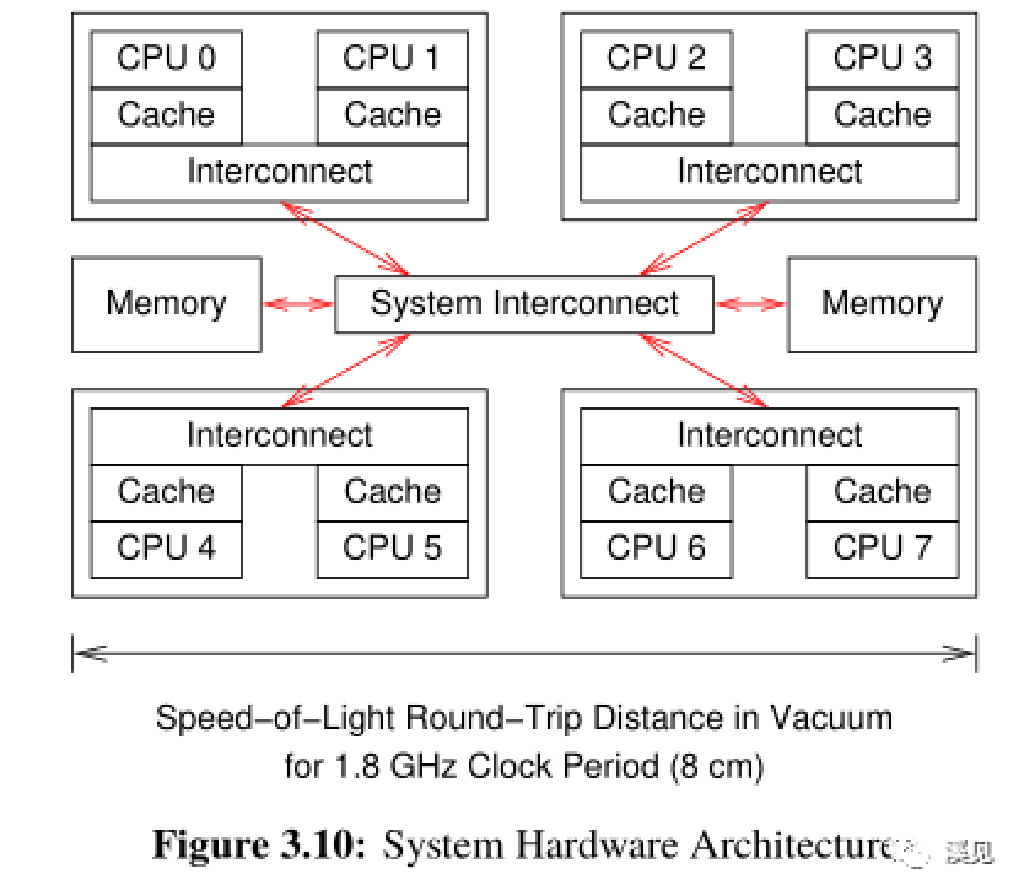 CPU 0 CPU 1 CPU 2 CPU 3
Cache Cache Cache Cache
Interconnect Interconnect
Memory System Interconnect Memory
Interconnect Interconnect
Cache Cache Cache Cache
CPU 4 CPU 5 CPU 6 CPU 7
Speed-of-Light Round-Trip Distance in Vacuum
for 1.8 GHz Clock Period (8 cm)
Figure 3.10: System Hardware Architecture
溪见